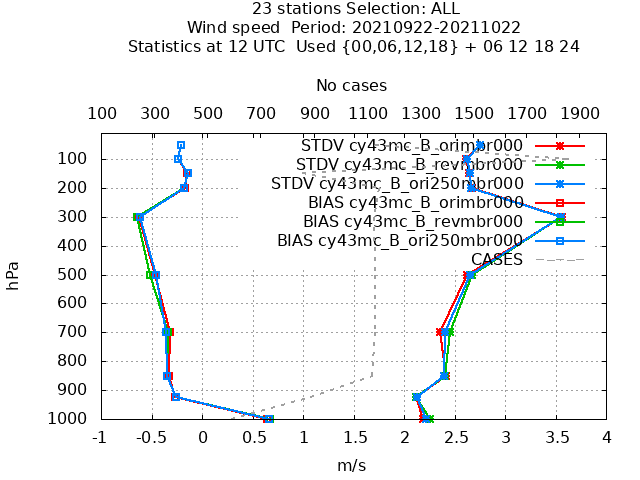 23 stations Selection: ALL
Wind speed  Period: 20210922-20211022
Statistics at 12 UTC  Used {00,06,12,18} + 06 12 18 24
No cases
100 300 500 700 900 1100 1300 1500 1700 1900
STDV cy43mc_B_orimbr000
STDV cy43mc_B_revmbr000
STDV cy43mc_B_ori250mbr000
BIAS cy43mc_B_orimbr000
BIAS cy43mc_B_revmbr000
BIAS cy43mc_B_ori250mbr000
CASES
hPa
100
200
300
400
500
600
700
800
900
1000
-1 -0.5 0 0.5 1 1.5 2 2.5 3 3.5 4
m/s